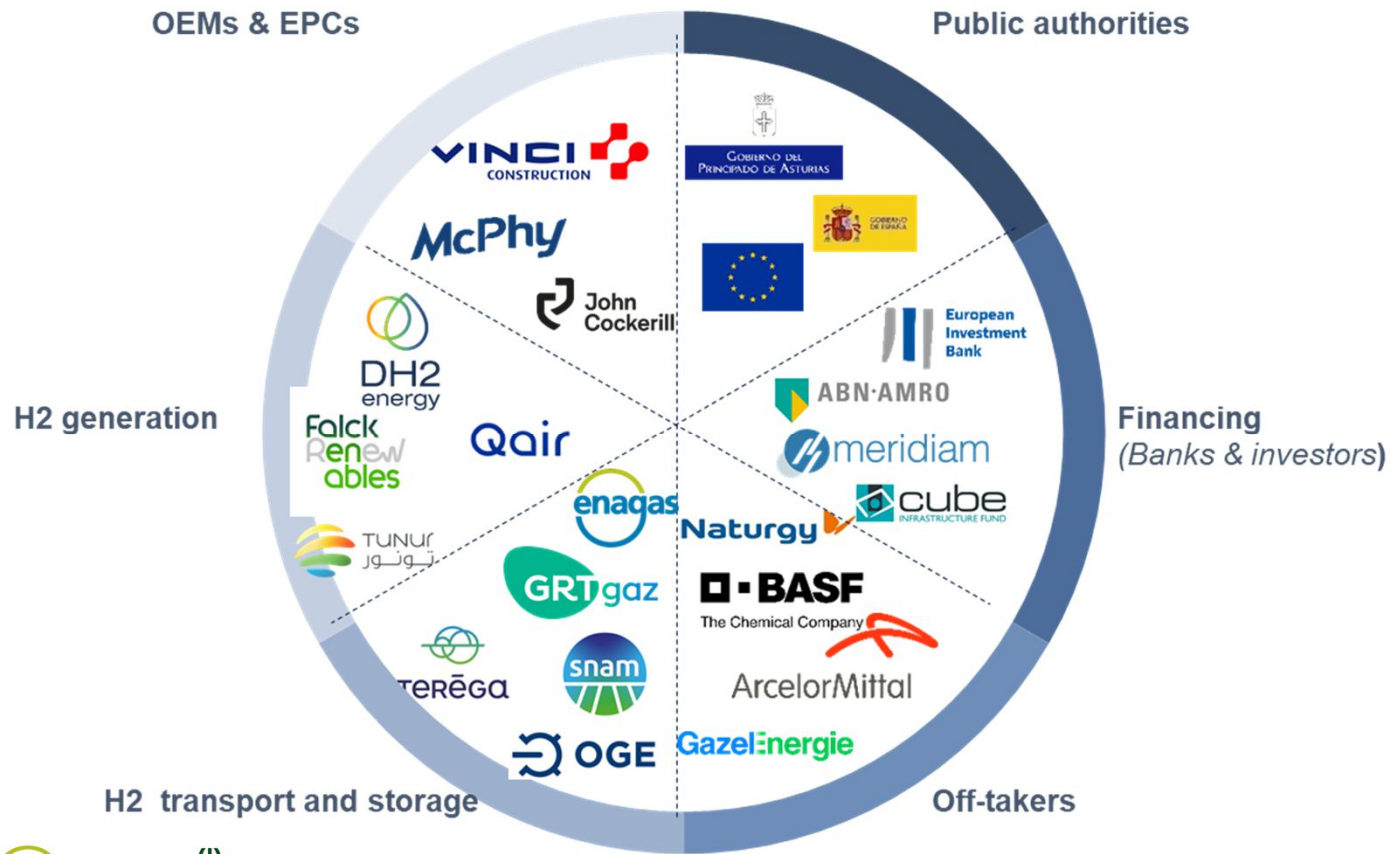 OEMs & EPCs
Public authorities
VINCI
CONSTRUCTION
GOBIERNO DEL
PRINCIPADO DE ASTURIAS
McPhy
GOBIERNO
DE ESPAÑA
John
Cockerill
European
Investment
Bank
DH2
energy
ABN·AMRO
H2 generation
Falck
Renew
ables
Qair
meridiam
Financing
(Banks & investors)
enagas
cube
INFRASTRUCTURE FUND
Naturgy
TUNUR
تونور
GRTgaz
BASF
The Chemical Company
TERĒGA
snam
ArcelorMittal
OGE
GazelEnergie
H2 transport and storage
Off-takers
(I)